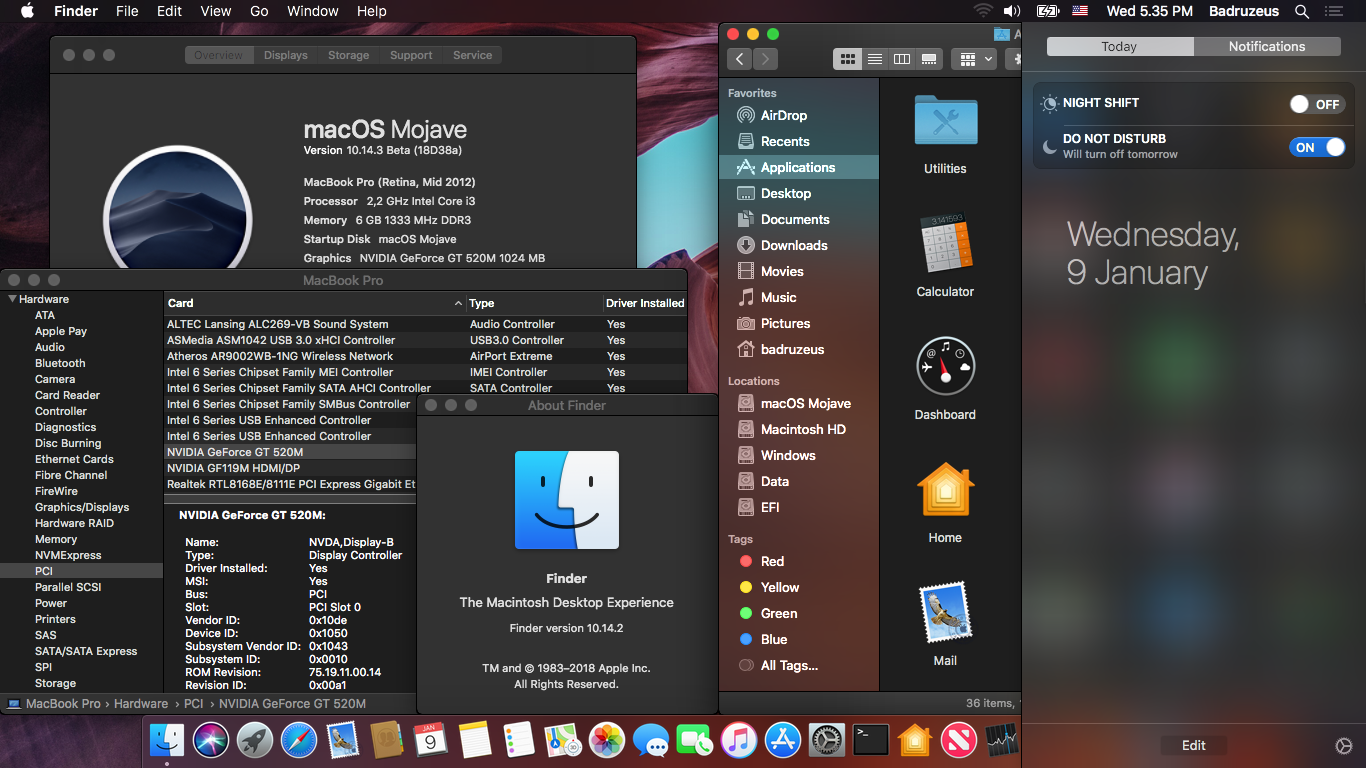 Finder File Edit View Go Window Help
Wed 5.35 PM Badruzeus
Overview Displays Storage Support Service
macOS Mojave
Version 10.14.3 Beta (18D38a)
MacBook Pro (Retina, Mid 2012)
Processor 2,2 GHz Intel Core i3
Memory 6 GB 1333 MHz DDR3
Startup Disk macOS Mojave
Graphics NVIDIA GeForce GT 520M 1024 MB
MacBook Pro
Hardware
ATA
Apple Pay
Audio
Bluetooth
Camera
Card Reader
Controller
Diagnostics
Disc Burning
Ethernet Cards
Fibre Channel
FireWire
Graphics/Displays
Hardware RAID
Memory
NVMExpress
PCI
Parallel SCSI
Power
Printers
SAS
SATA/SATA Express
SPI
Storage
Card Type Driver Installed
ALTEC Lansing ALC269-VB Sound System Audio Controller Yes
ASMedia ASM1042 USB 3.0 xHCI Controller USB3.0 Controller Yes
Atheros AR9002WB-1NG Wireless Network AirPort Extreme Yes
Intel 6 Series Chipset Family MEI Controller IMEI Controller Yes
Intel 6 Series Chipset Family SATA AHCI Controller SATA Controller Yes
Intel 6 Series Chipset Family SMBus Controller
Intel 6 Series USB Enhanced Controller
Intel 6 Series USB Enhanced Controller
NVIDIA GeForce GT 520M
NVIDIA GF119M HDMI/DP
Realtek RTL8168E/8111E PCI Express Gigabit Et
NVIDIA GeForce GT 520M:
Name: NVDA,Display-B
Type: Display Controller
Driver Installed: Yes
MSI: Yes
Bus: PCI
Slot: PCI Slot 0
Vendor ID: 0x10de
Device ID: 0x1050
Subsystem Vendor ID: 0x1043
Subsystem ID: 0x0010
ROM Revision: 75.19.11.00.14
Revision ID: 0x00a1
MacBook Pro › Hardware › PCI › NVIDIA GeForce GT 520M
About Finder
Finder
The Macintosh Desktop Experience
Finder version 10.14.2
TM and © 1983–2018 Apple Inc.
All Rights Reserved.
Favorites
AirDrop
Recents
Applications
Desktop
Documents
Downloads
Movies
Music
Pictures
badruzeus
Locations
macOS Mojave
Macintosh HD
Windows
Data
EFI
Tags
Red
Yellow
Green
Blue
All Tags...
Utilities
3.141593
Calculator
Dashboard
Home
Mail
36 items,
Today Notifications
NIGHT SHIFT OFF
DO NOT DISTURB ON
Will turn off tomorrow
Wednesday,
9 January
Edit
JAN
9